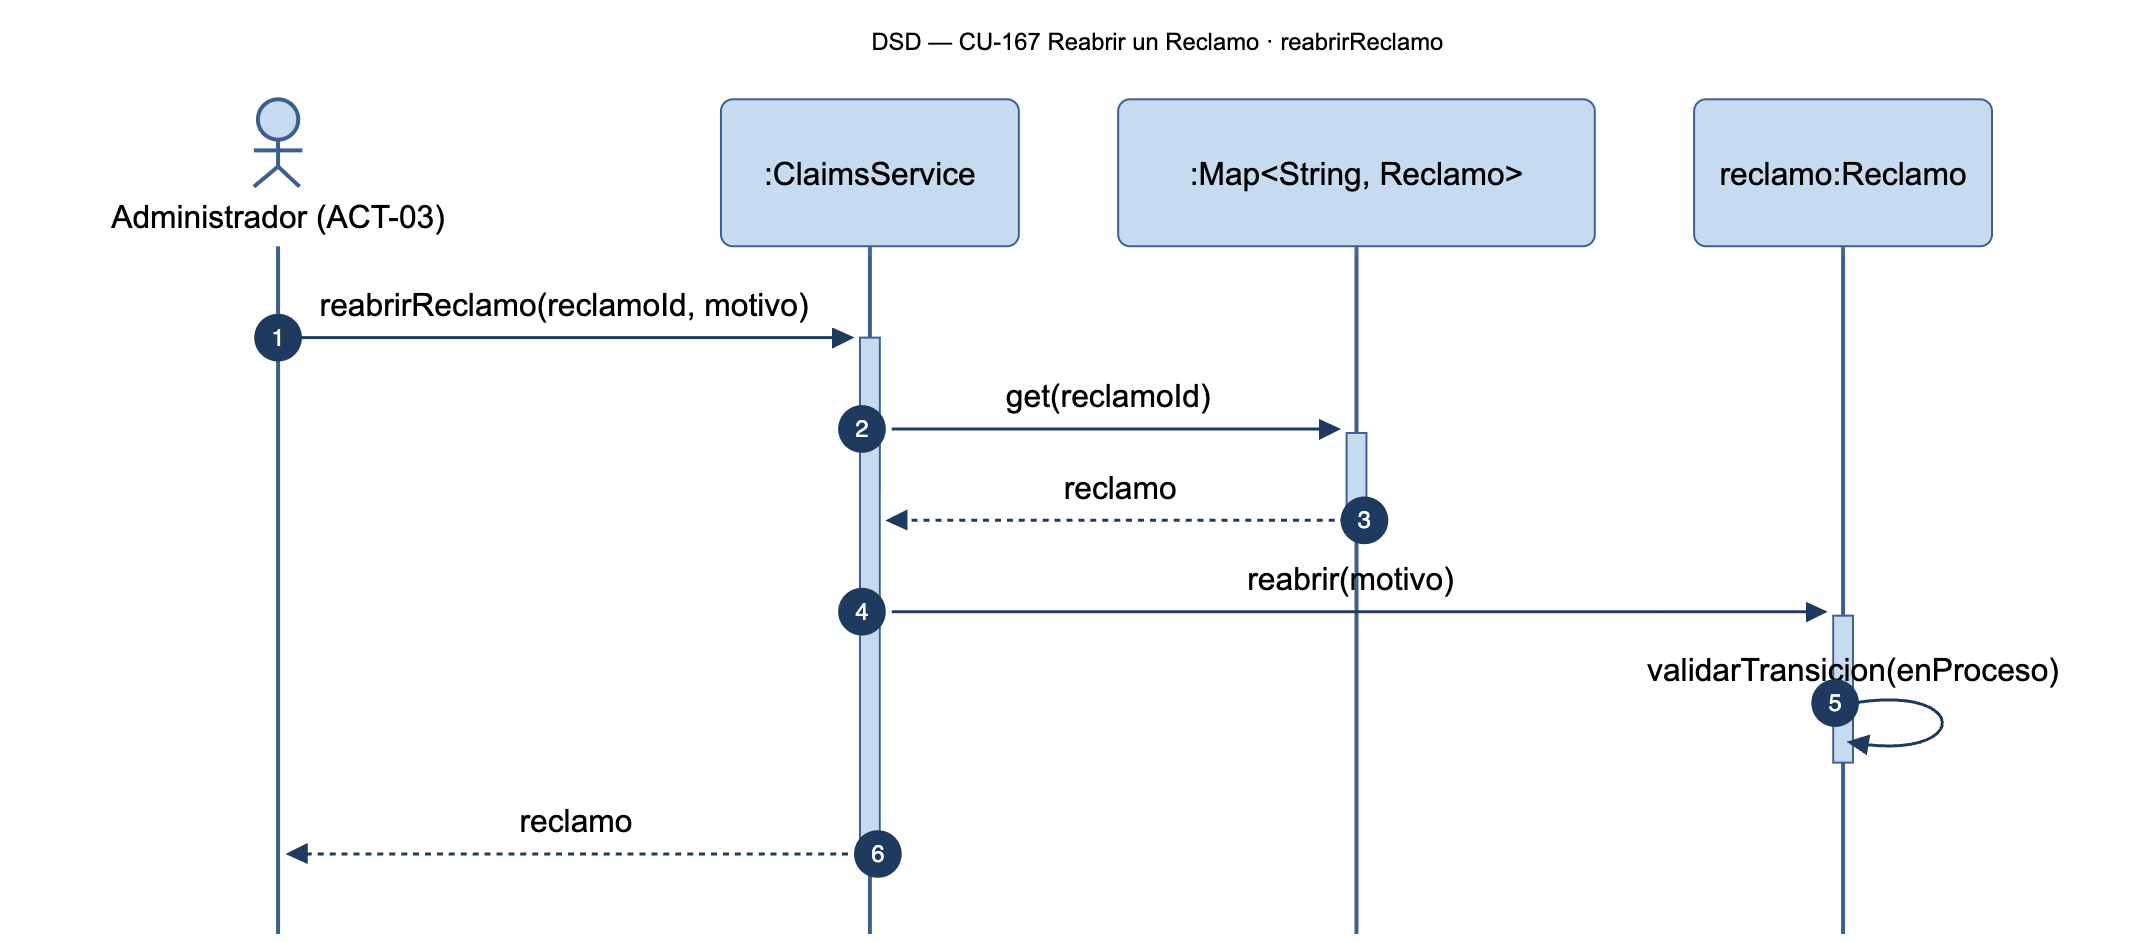 DSD — CU-167 Reabrir un Reclamo · reabrirReclamo
Administrador (ACT-03)
:ClaimsService
:Map<String, Reclamo>
reclamo:Reclamo
reabrirReclamo(reclamoId, motivo)
1
get(reclamoId)
2
reclamo
3
reabrir(motivo)
4
validarTransicion(enProceso)
5
reclamo
6